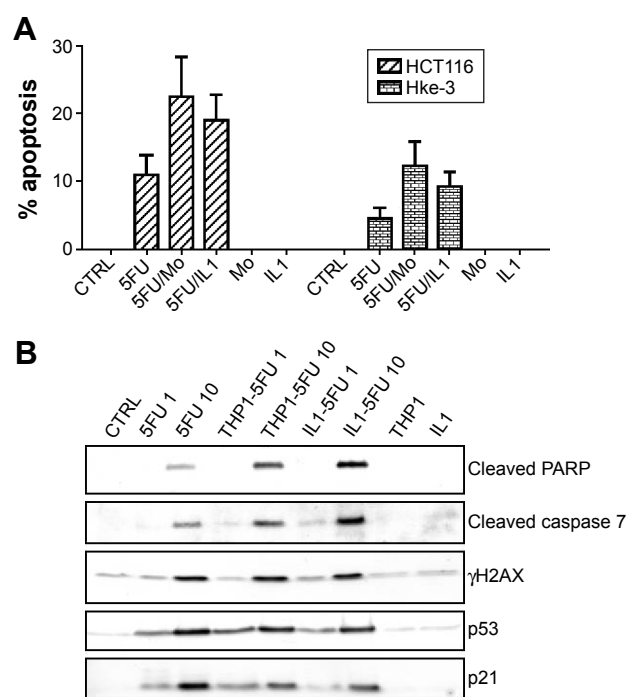 A
30
20
10
0
% apoptosis
HCT116
Hke-3
CTRL 5FU 5FU/Mo 5FU/IL1 Mo IL1 CTRL 5FU 5FU/Mo 5FU/IL1 Mo IL1
B
CTRL 5FU 1 5FU 10 THP1-5FU 1 THP1-5FU 10 IL1-5FU 1 IL1-5FU 10 THP1 IL1
Cleaved PARP
Cleaved caspase 7
γH2AX
p53
p21